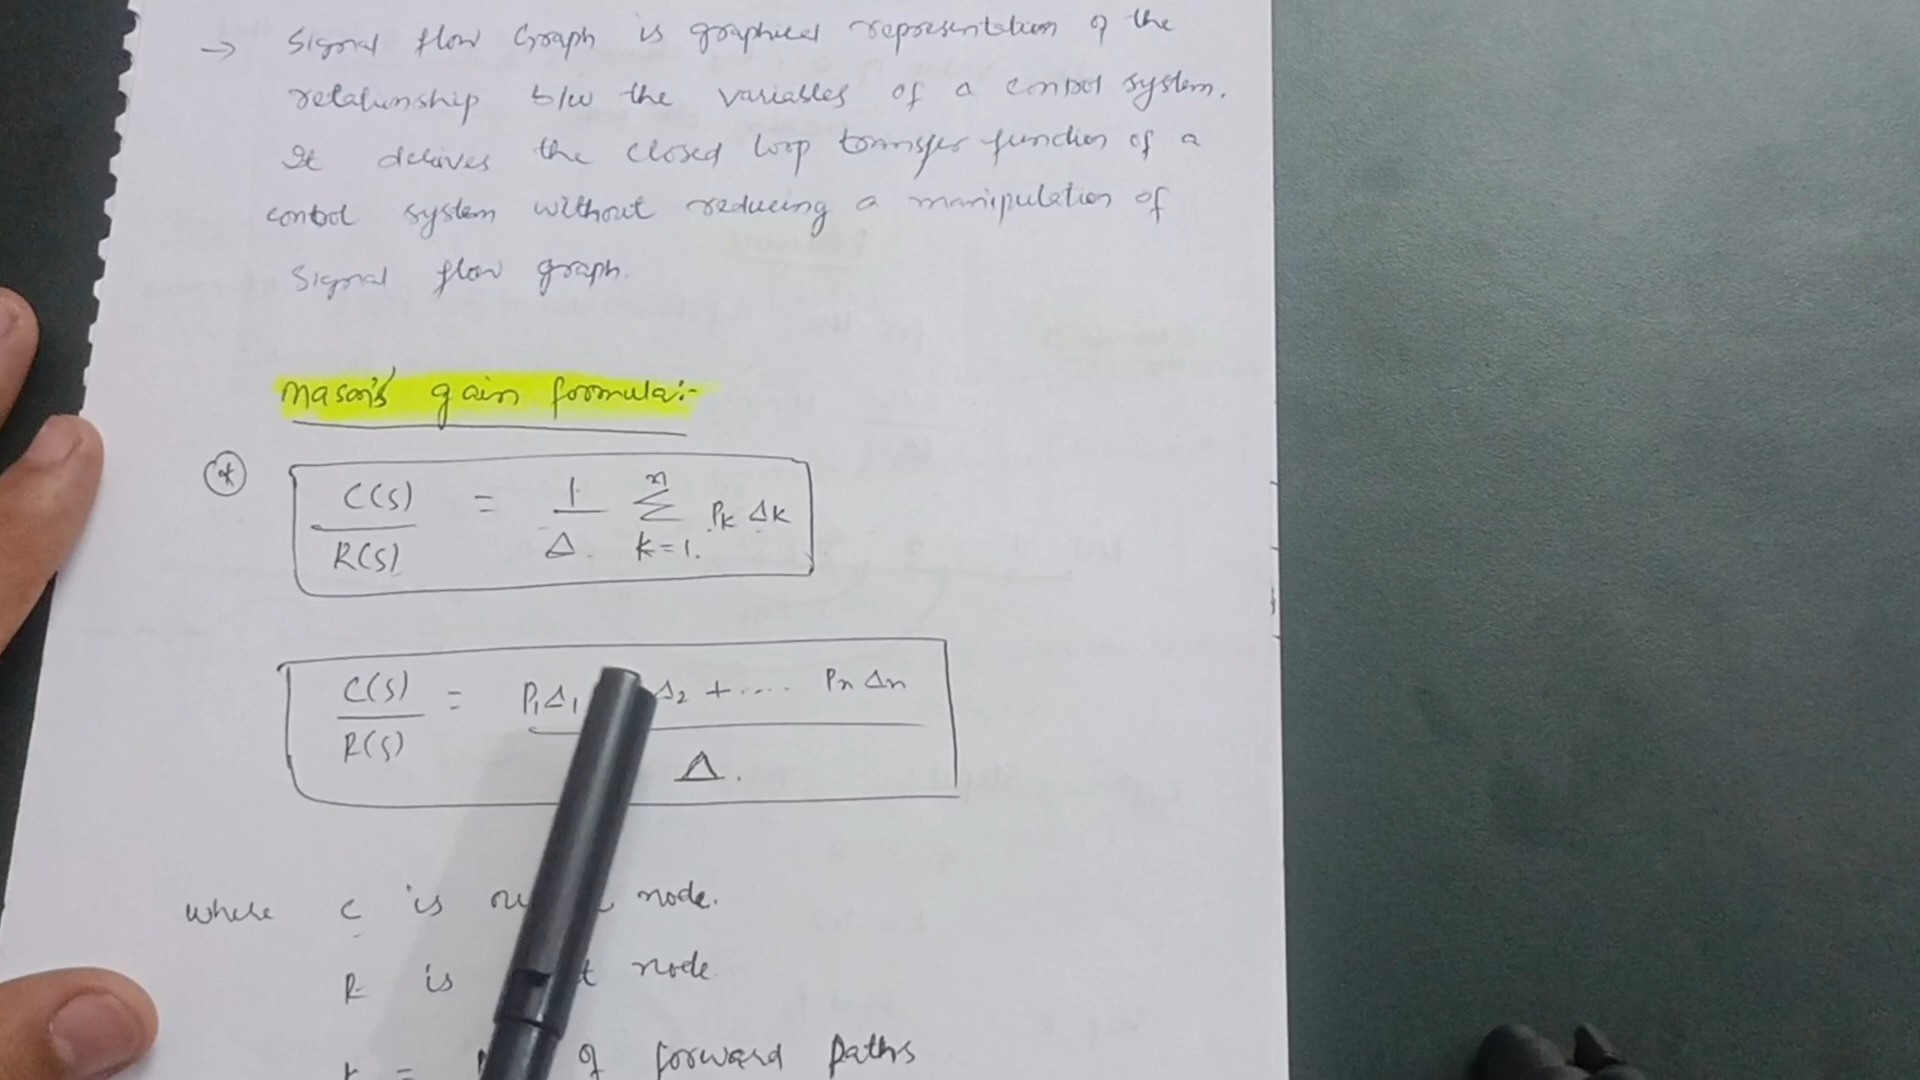 → Signal flow Graph is graphical representation of the
relationship b/w the variables of a control system.
It derives the closed loop transfer function of a
control system without reducing a manipulation of
Signal flow graph.
Mason's gain formula:-
C(S)/R(S) = 1/Δ. n∑k=1. Pk Δk
C(S)/R(S) = P1Δ1 Δ2 + .... Pn Δn / Δ.
where C is node.
R is node.
= of forward paths